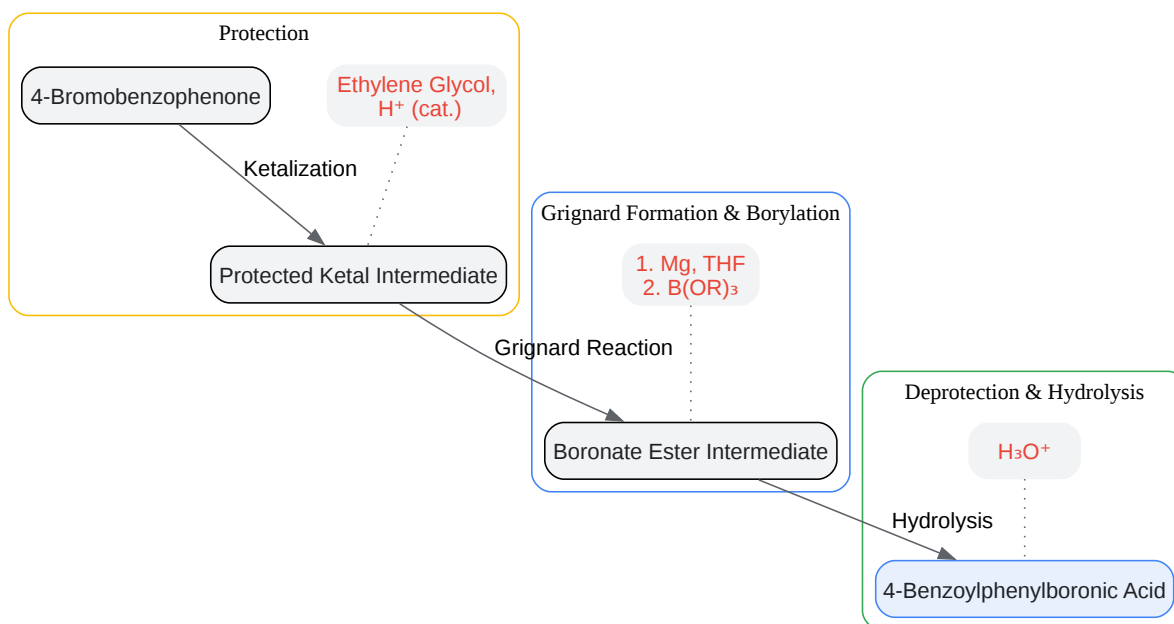 Protection
4-Bromobenzophenone
Ethylene Glycol,
H⁺ (cat.)
Ketalization
Protected Ketal Intermediate
Grignard Formation & Borylation
1. Mg, THF
2. B(OR)₃
Grignard Reaction
Boronate Ester Intermediate
Deprotection & Hydrolysis
H₃O⁺
Hydrolysis
4-Benzoylphenylboronic Acid